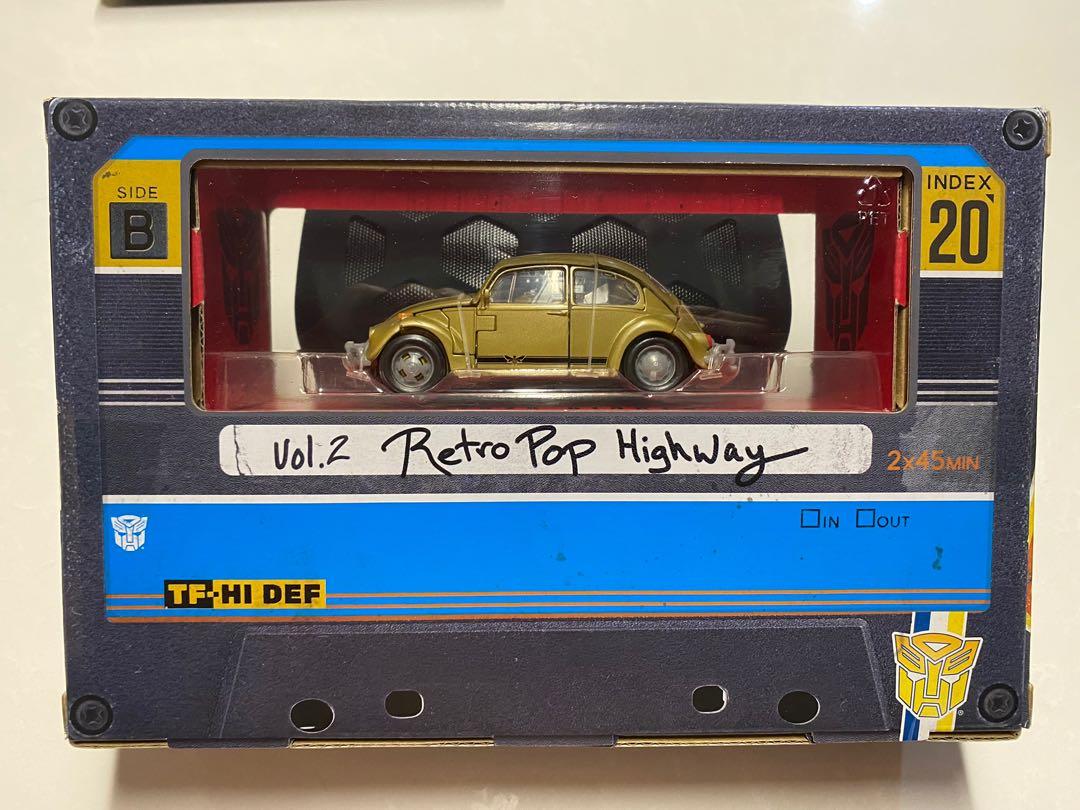 SIDE
B
INDEX
20
PET
Vol.2 Retro Pop Highway
2x45MIN
IN OUT
TF-HI DEF